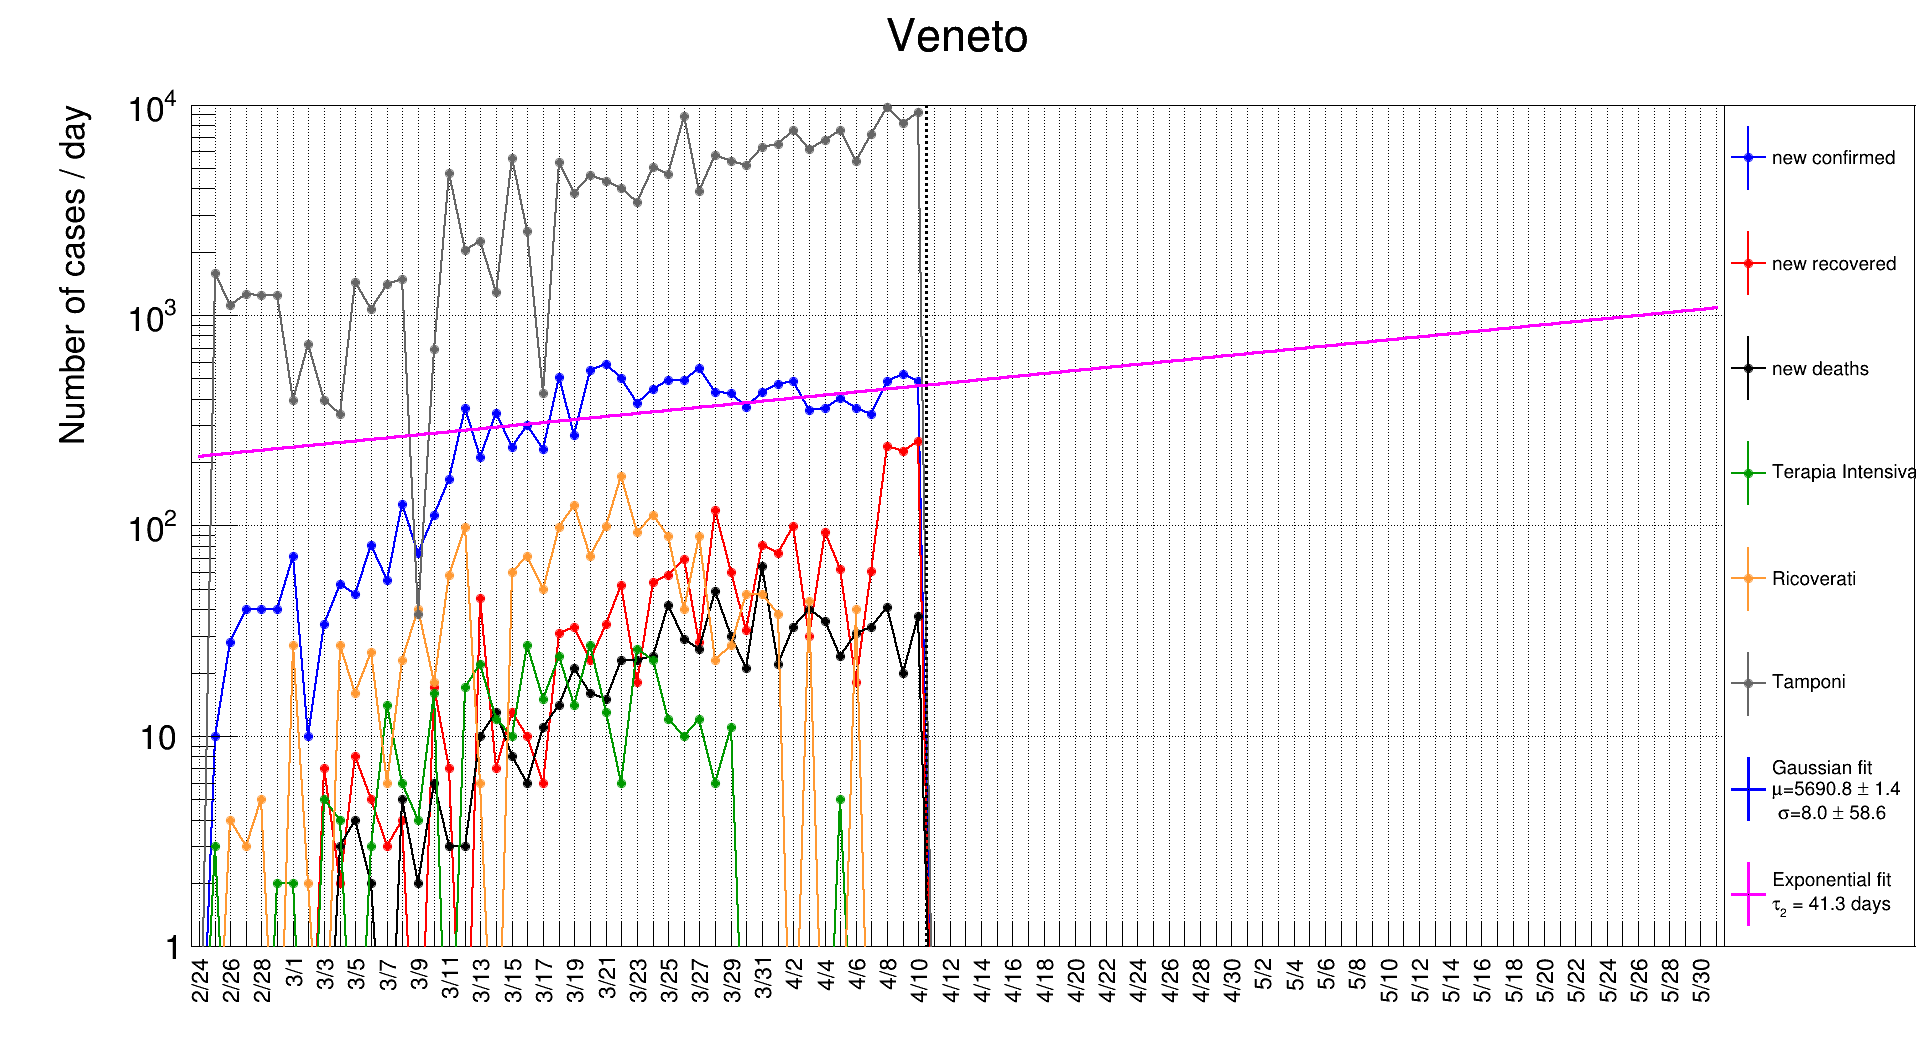 Veneto
Number of cases / day
10⁴
10³
10²
10
1
2/24 2/26 2/28 3/1 3/3 3/5 3/7 3/9 3/11 3/13 3/15 3/17 3/19 3/21 3/23 3/25 3/27 3/29 3/31 4/2 4/4 4/6 4/8 4/10 4/12 4/14 4/16 4/18 4/20 4/22 4/24 4/26 4/28 4/30 5/2 5/4 5/6 5/8 5/10 5/12 5/14 5/16 5/18 5/20 5/22 5/24 5/26 5/28 5/30
new confirmed
new recovered
new deaths
Terapia Intensiva
Ricoverati
Tamponi
Gaussian fit
μ=5690.8 ± 1.4
σ=8.0 ± 58.6
Exponential fit
τ₂ = 41.3 days